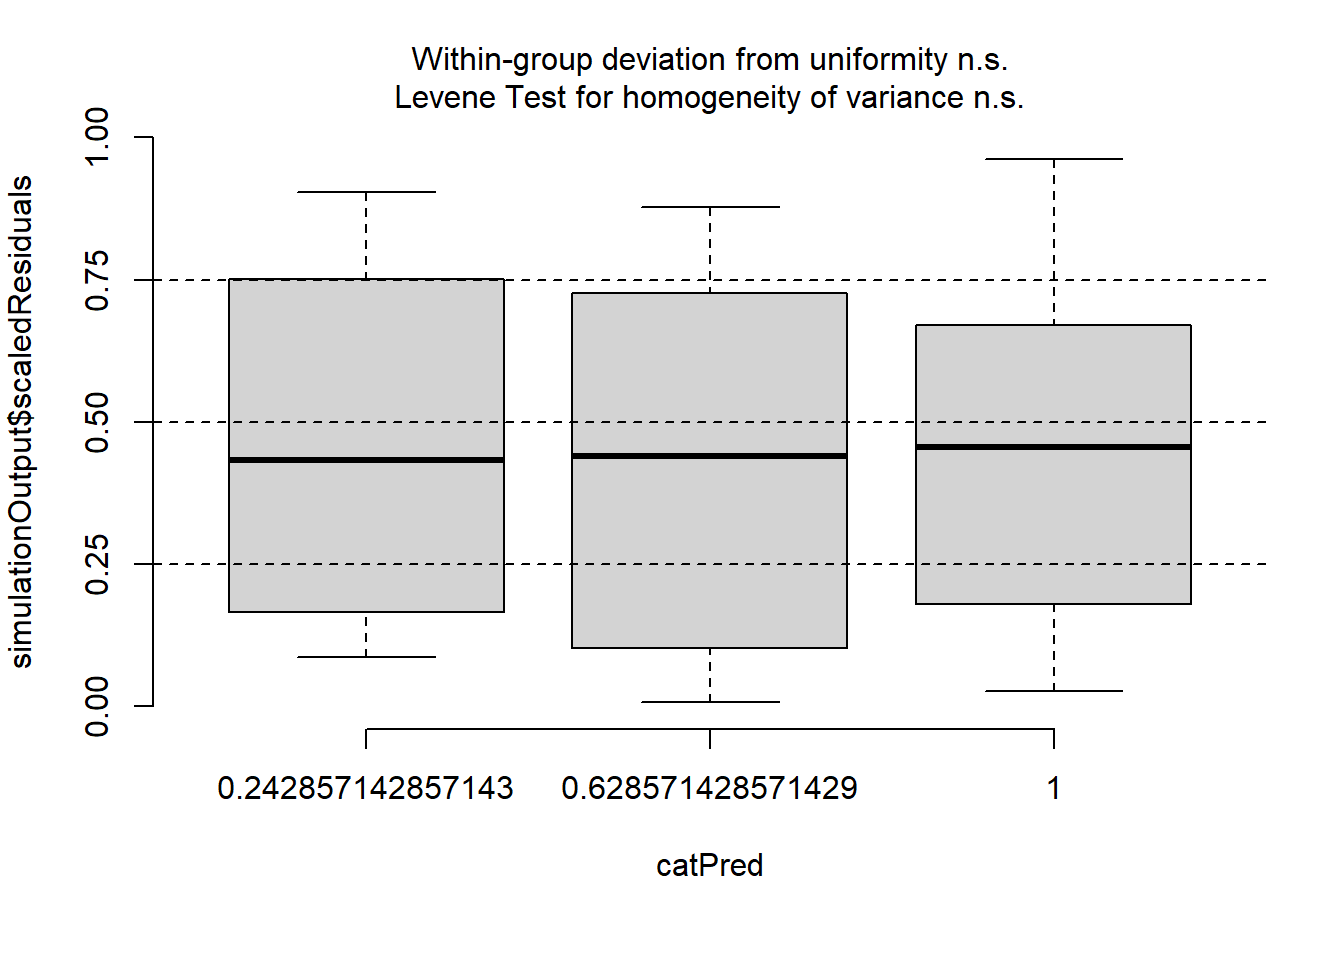 Within-group deviation from uniformity n.s.
Levene Test for homogeneity of variance n.s.
simulationOutput$scaledResiduals
1.00
0.75
0.50
0.25
0.00
0.242857142857143 0.628571428571429 1
catPred